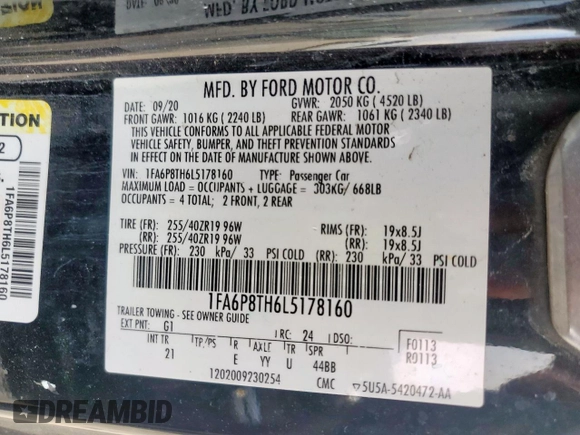 MFD. BY FORD MOTOR CO.
DATE: 09/20 GVWR: 2050 KG ( 4520 LB)
FRONT GAWR: 1016 KG ( 2240 LB) REAR GAWR: 1061 KG ( 2340 LB)
THIS VEHICLE CONFORMS TO ALL APPLICABLE FEDERAL MOTOR
VEHICLE SAFETY, BUMPER, AND THEFT PREVENTION STANDARDS
IN EFFECT ON THE DATE OF MANUFACTURE SHOWN ABOVE.
VIN: 1FA6P8TH6L5178160 TYPE: Passenger Car
MAXIMUM LOAD = OCCUPANTS + LUGGAGE = 303KG/ 668LB
OCCUPANTS = 4 TOTAL; 2 FRONT, 2 REAR
TIRE (FR): 255/40ZR19 96W RIMS (FR): 19x8.5J
(RR): 255/40ZR19 96W (RR): 19x8.5J
PRESSURE (FR): 230 kPa/ 33 PSI COLD (RR): 230 kPa/ 33 PSI COLD
1FA6P8TH6L5178160
TRAILER TOWING - SEE OWNER GUIDE
EXT PNT: G1 RC: 24 DSO: F0113
INT TR TP/PS R AXLE TR SPR R0113
21 E YY U 44BB
1202009230254 CMC ▽5U5A-5420472-AA
1FA6P8TH6L5178160
DREAMBID